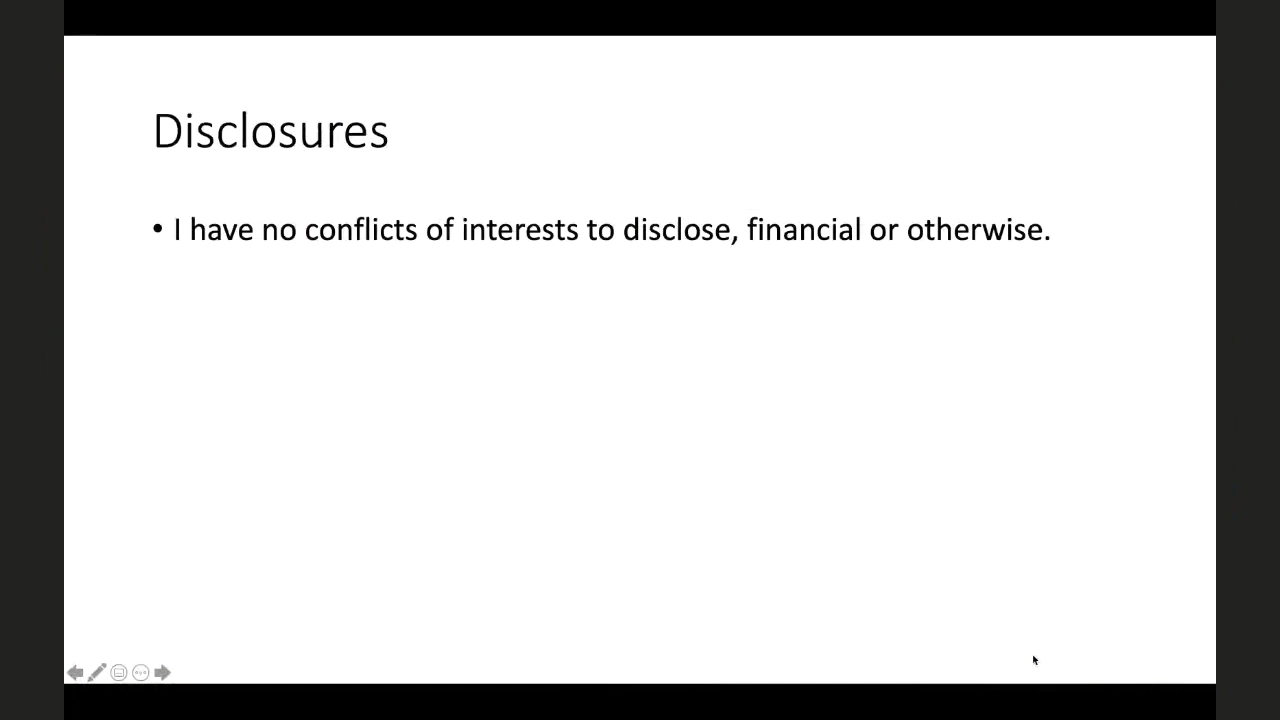 Disclosures
• I have no conflicts of interests to disclose, financial or otherwise.